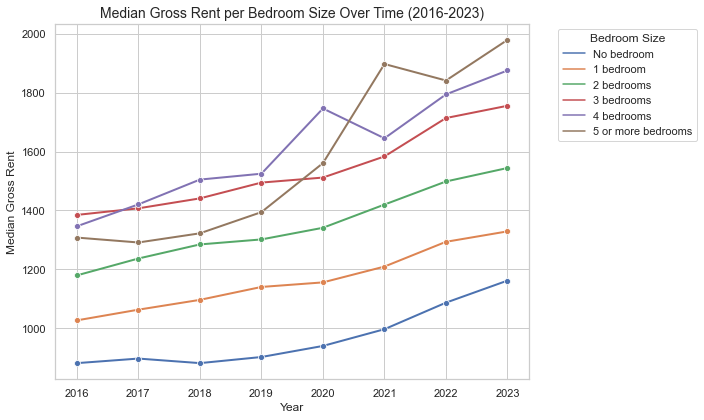 Median Gross Rent per Bedroom Size Over Time (2016-2023)
Bedroom Size
No bedroom
1 bedroom
2 bedrooms
3 bedrooms
4 bedrooms
5 or more bedrooms
Median Gross Rent
2000
1800
1600
1400
1200
1000
2016 2017 2018 2019 2020 2021 2022 2023
Year